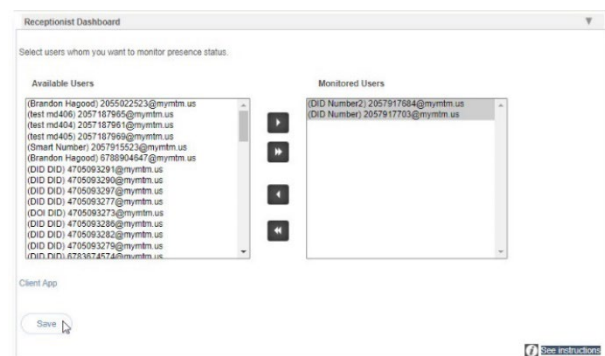 Receptionist Dashboard
Select users whom you want to monitor presence status.
Available Users
(Brandon Hagood) 2055022523@mymtm.us
(test md406) 2057187965@mymtm.us
(test md404) 2057187961@mymtm.us
(test md405) 2057187969@mymtm.us
(Smart Number) 2057915523@mymtm.us
(Brandon Hagood) 6788904647@mymtm.us
(DID DID) 4705093291@mymtm.us
(DID DID) 4705093290@mymtm.us
(DID DID) 4705093297@mymtm.us
(DID DID) 4705093277@mymtm.us
(DOI DID) 4705093273@mymtm.us
(DID DID) 4705093286@mymtm.us
(DID DID) 4705093282@mymtm.us
(DID DID) 4705093279@mymtm.us
(DID DID) 6783674574@mymtm.us
Monitored Users
(DID Number2) 2057917684@mymtm.us
(DID Number) 2057917703@mymtm.us
Client App
Save
See instructions